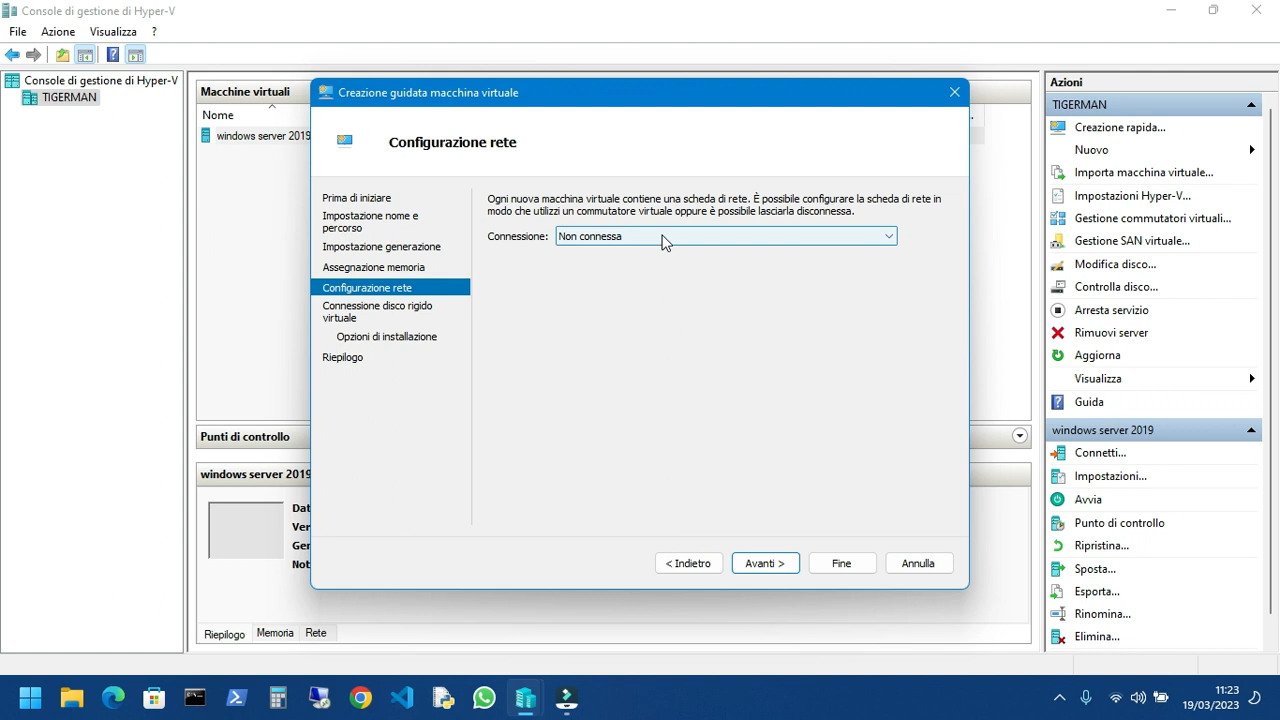 Console di gestione di Hyper-V
File Azione Visualizza ?
Console di gestione di Hyper-V
TIGERMAN
Macchine virtuali
Nome
windows server 2019
Punti di controllo
windows server 2019
Riepilogo Memoria Rete
Creazione guidata macchina virtuale
Configurazione rete
Prima di iniziare
Impostazione nome e
percorso
Impostazione generazione
Assegnazione memoria
Configurazione rete
Connessione disco rigido
virtuale
Opzioni di installazione
Riepilogo
Ogni nuova macchina virtuale contiene una scheda di rete. È possibile configurare la scheda di rete in
modo che utilizzi un commutatore virtuale oppure è possibile lasciarla disconnessa.
Connessione: Non connessa
< Indietro Avanti > Fine Annulla
Azioni
TIGERMAN
Creazione rapida...
Nuovo
Importa macchina virtuale...
Impostazioni Hyper-V...
Gestione commutatori virtuali...
Gestione SAN virtuale...
Modifica disco...
Controlla disco...
Arresta servizio
Rimuovi server
Aggiorna
Visualizza
Guida
windows server 2019
Connetti...
Impostazioni...
Avvia
Punto di controllo
Ripristina...
Sposta...
Esporta...
Rinomina...
Elimina...
11:23
19/03/2023